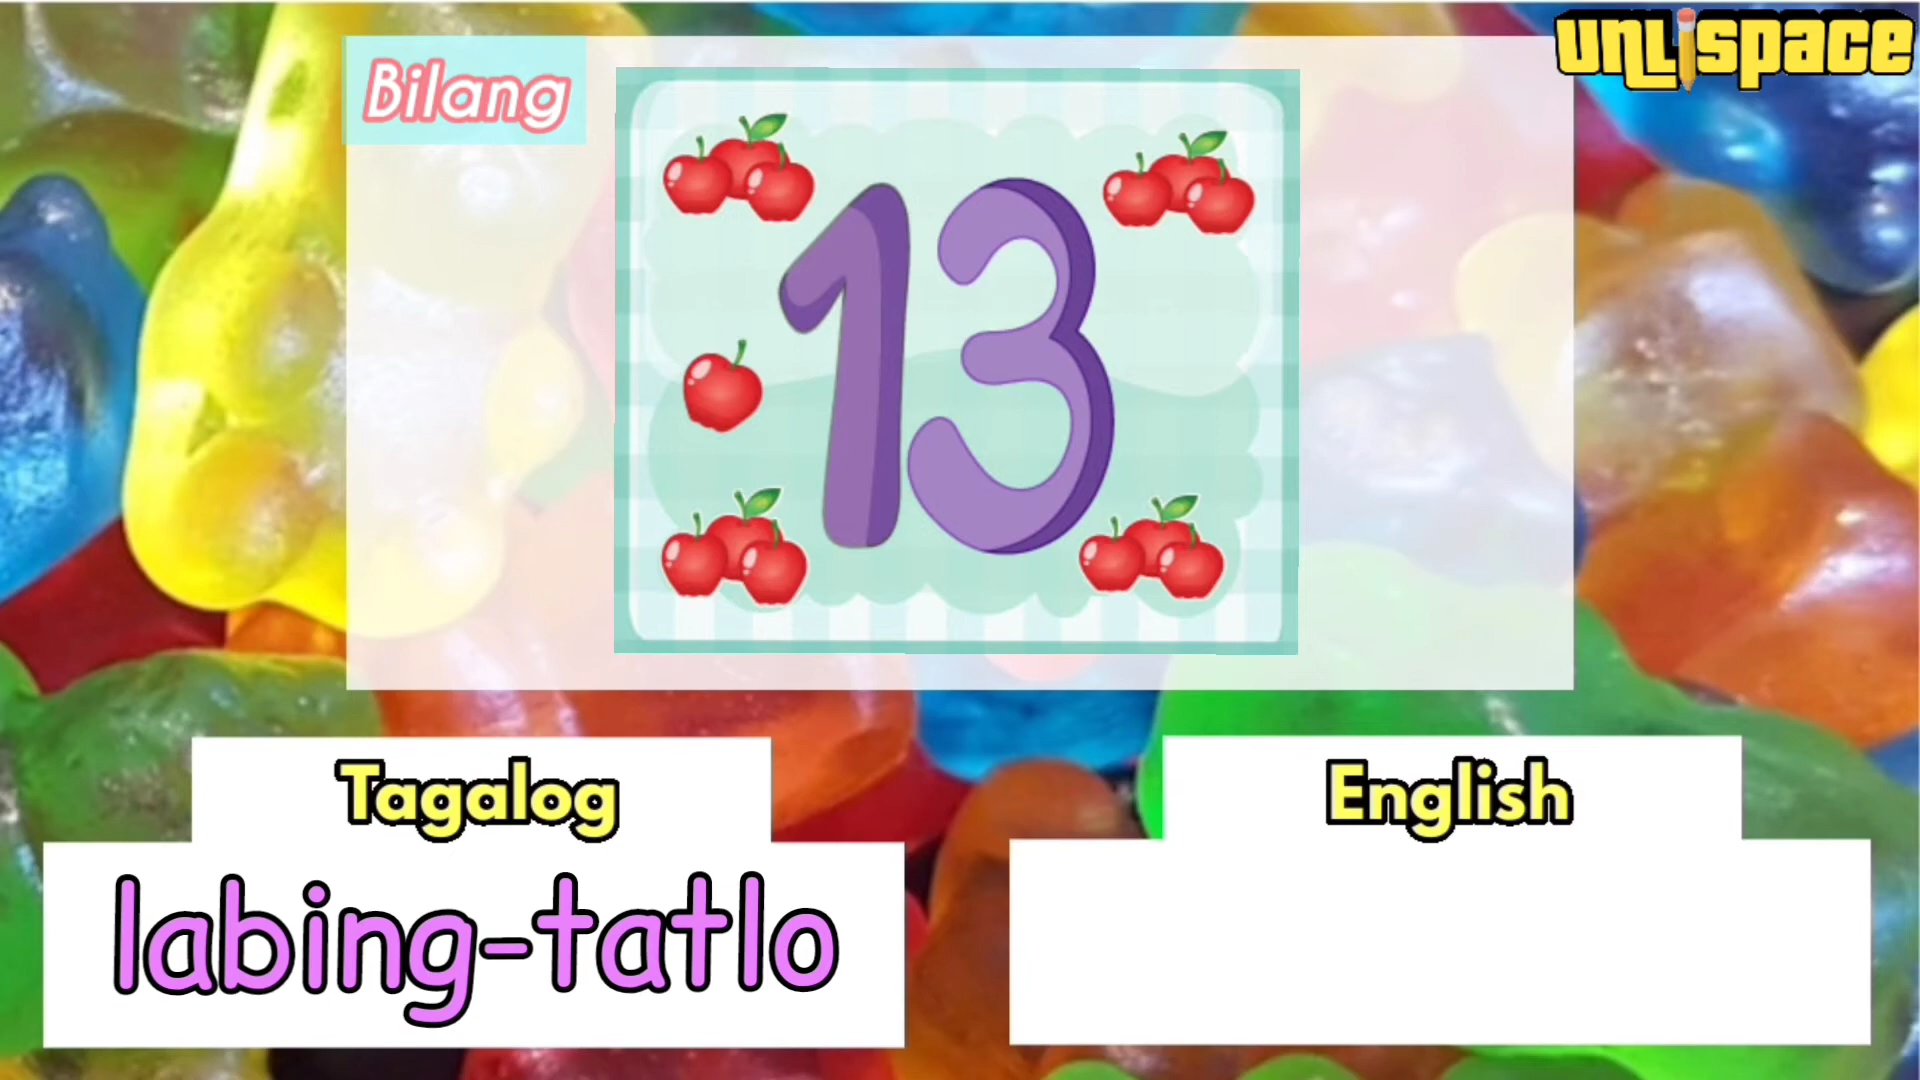 UNLISPACE
Bilang
13
Tagalog
English
labing-tatlo